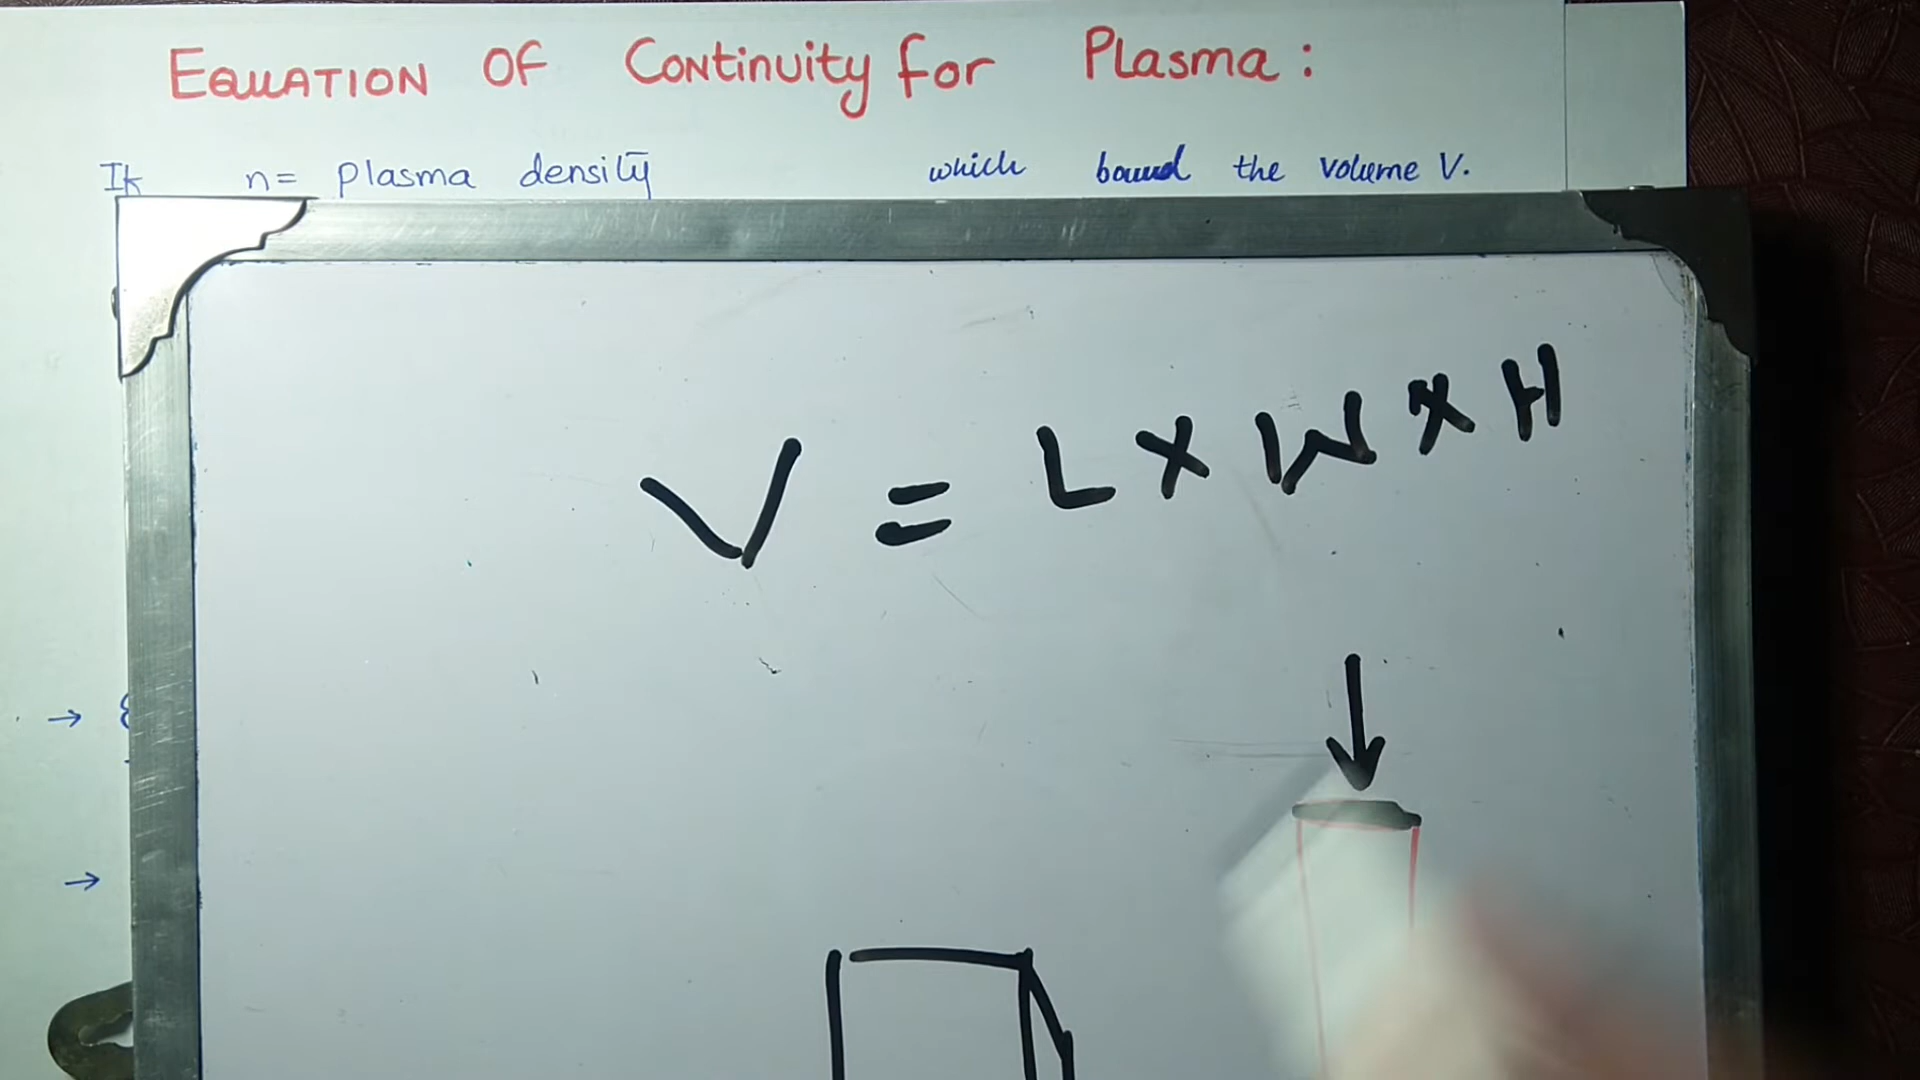 EQUATION OF Continuity for Plasma:
If n= plasma density which bound the volume V.
V = L X W X H